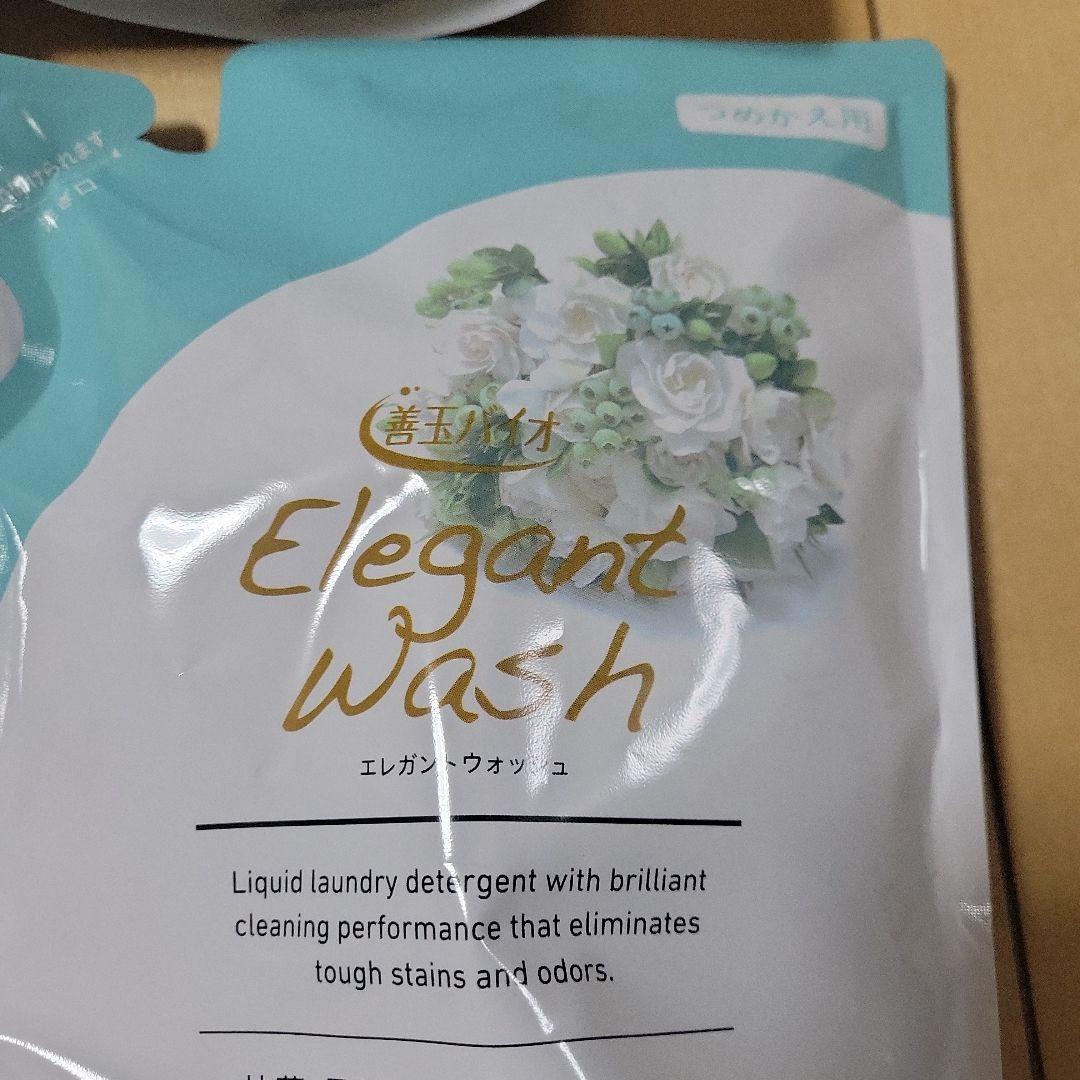 つめかえ用
善玉バイオ
Elegant
Wash
エレガントウォッシュ
Liquid laundry detergent with brilliant
cleaning performance that eliminates
tough stains and odors.